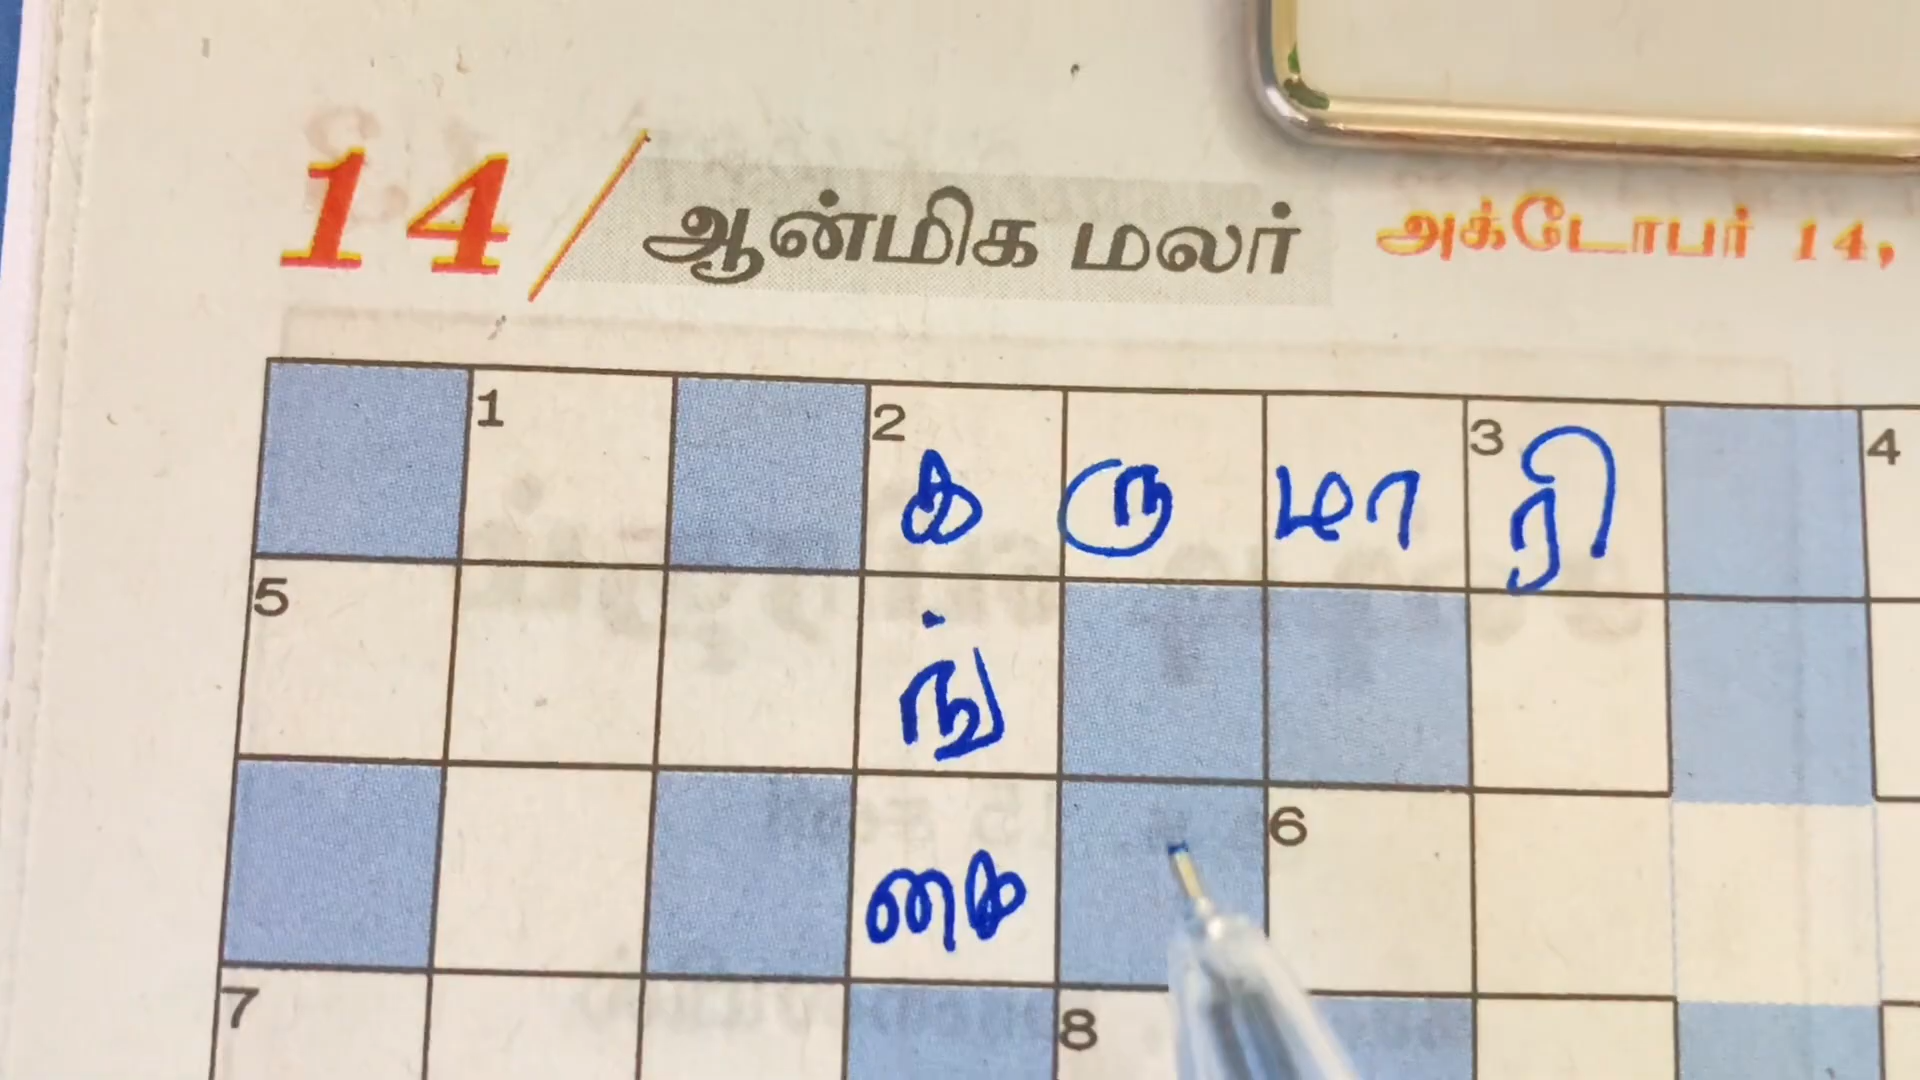 14 / ஆன்மிக மலர் அக்டோபர் 14,
1 2 க ரு மா 3 ரி 4
5 ங்
கை 6
7 8